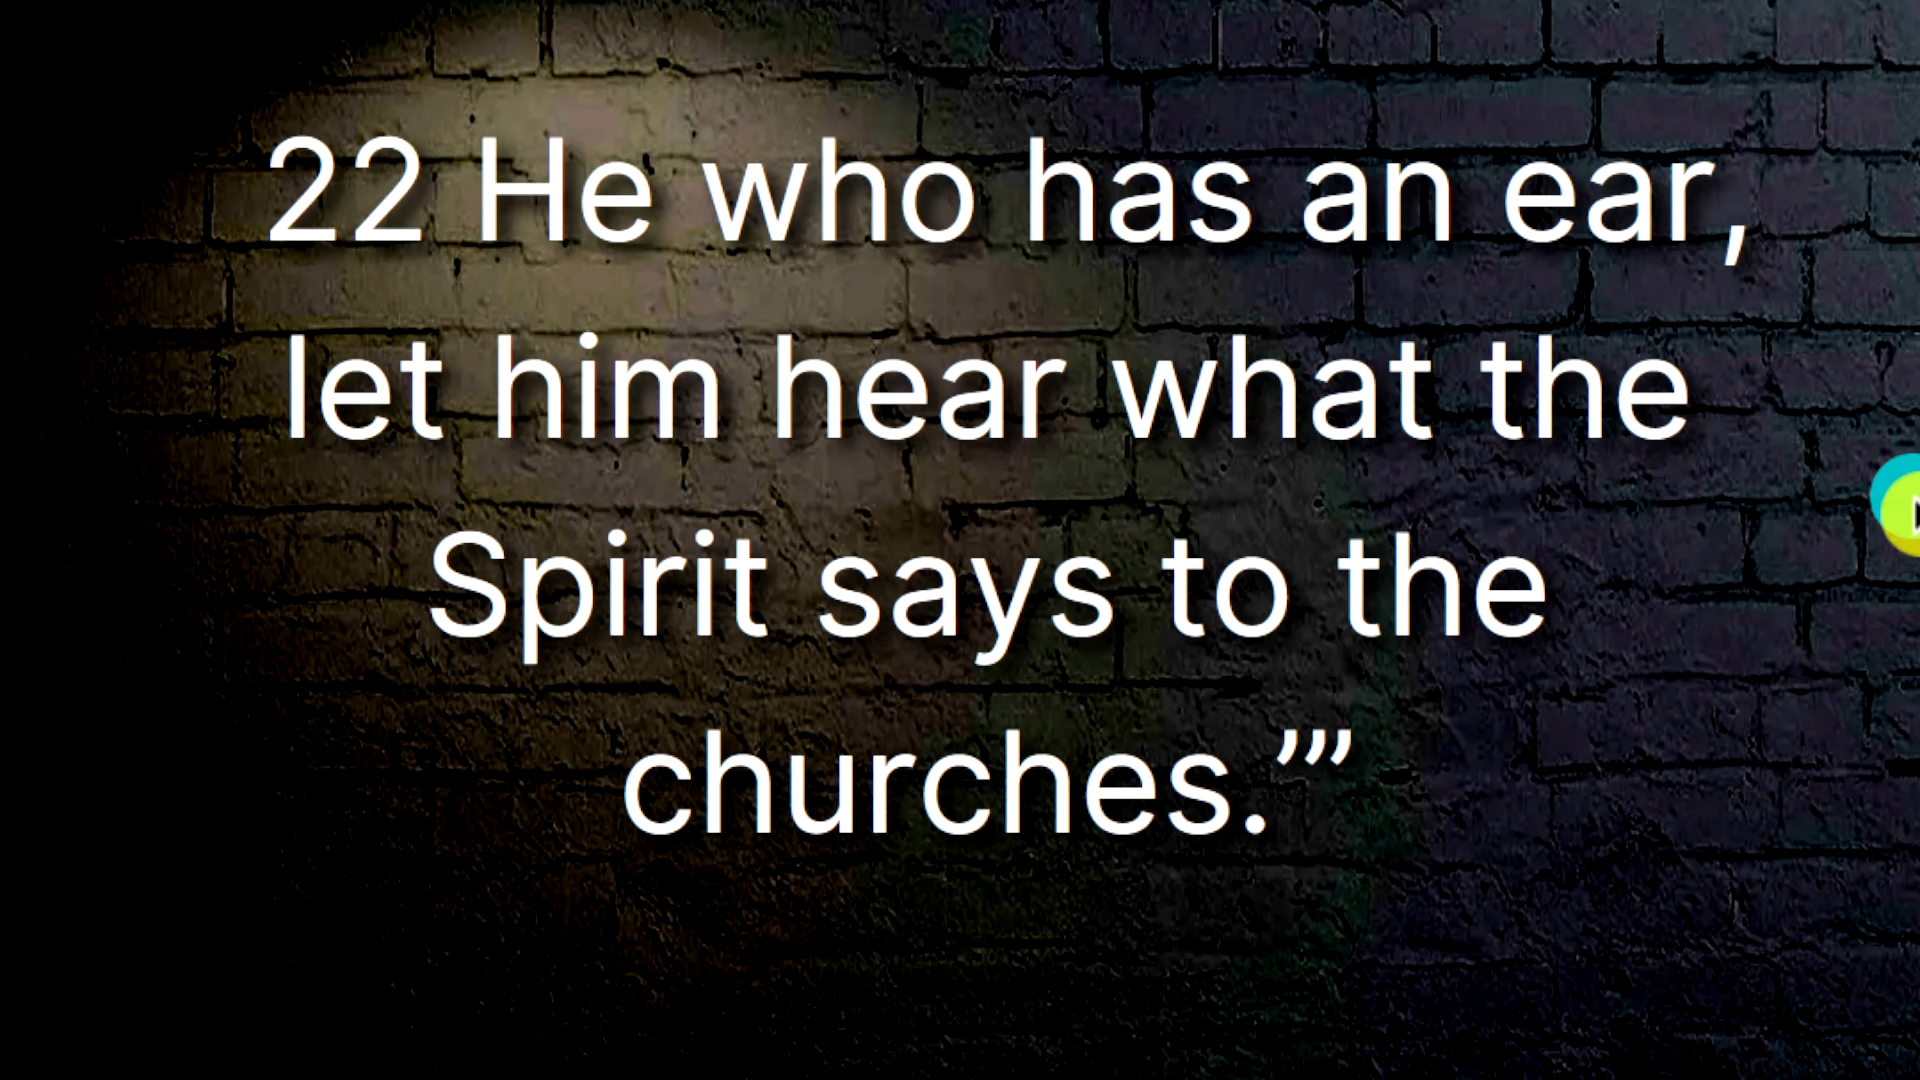 22 He who has an ear,
let him hear what the
Spirit says to the
churches.’”